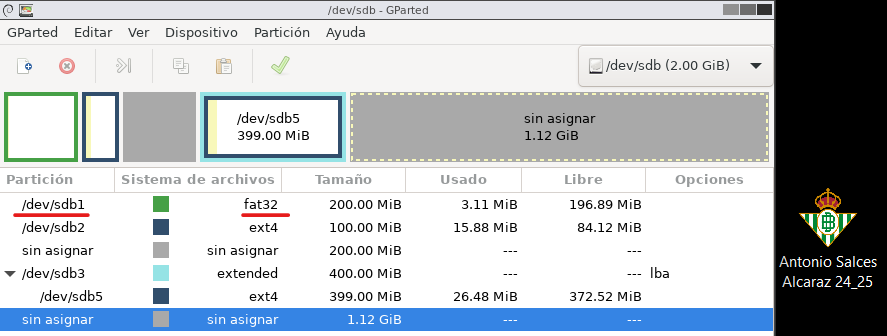 /dev/sdb - GParted
GParted Editar Ver Dispositivo Partición Ayuda
/dev/sdb (2.00 GiB)
/dev/sdb5
399.00 MiB
sin asignar
1.12 GiB
Partición Sistema de archivos Tamaño Usado Libre Opciones
/dev/sdb1 fat32 200.00 MiB 3.11 MiB 196.89 MiB
/dev/sdb2 ext4 100.00 MiB 15.88 MiB 84.12 MiB
sin asignar sin asignar 200.00 MiB --- ---
/dev/sdb3 extended 400.00 MiB --- --- lba
/dev/sdb5 ext4 399.00 MiB 26.48 MiB 372.52 MiB
sin asignar sin asignar 1.12 GiB --- ---
Antonio Salces
Alcaraz 24_25